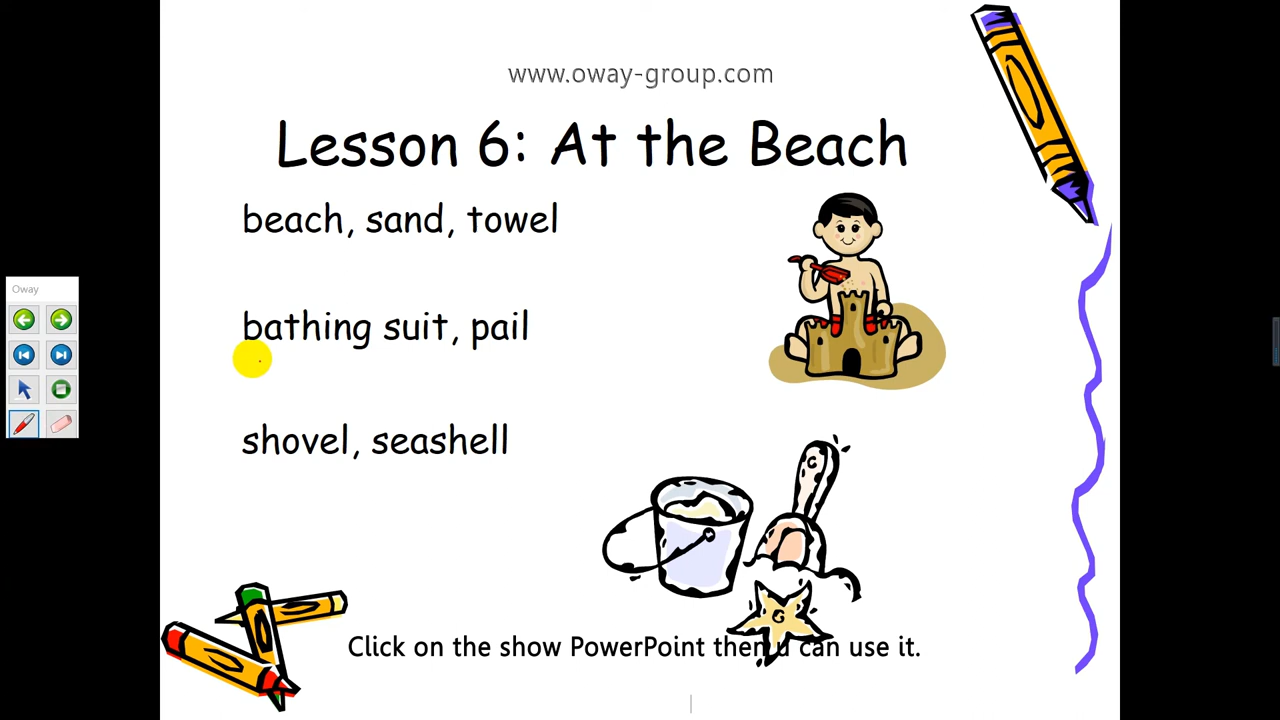 www.oway-group.com
Lesson 6: At the Beach
beach, sand, towel
Oway
bathing suit, pail
shovel, seashell
Click on the show PowerPoint then u can use it.